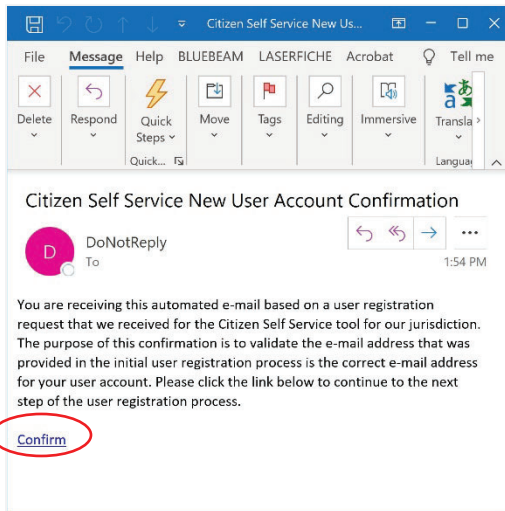 Citizen Self Service New Us...
File Message Help BLUEBEAM LASERFICHE Acrobat Tell me
Delete Respond Quick Steps Move Tags Editing Immersive Transla
Quick... Languag
Citizen Self Service New User Account Confirmation
D DoNotReply
To 1:54 PM
You are receiving this automated e-mail based on a user registration
request that we received for the Citizen Self Service tool for our jurisdiction.
The purpose of this confirmation is to validate the e-mail address that was
provided in the initial user registration process is the correct e-mail address
for your user account. Please click the link below to continue to the next
step of the user registration process.
Confirm